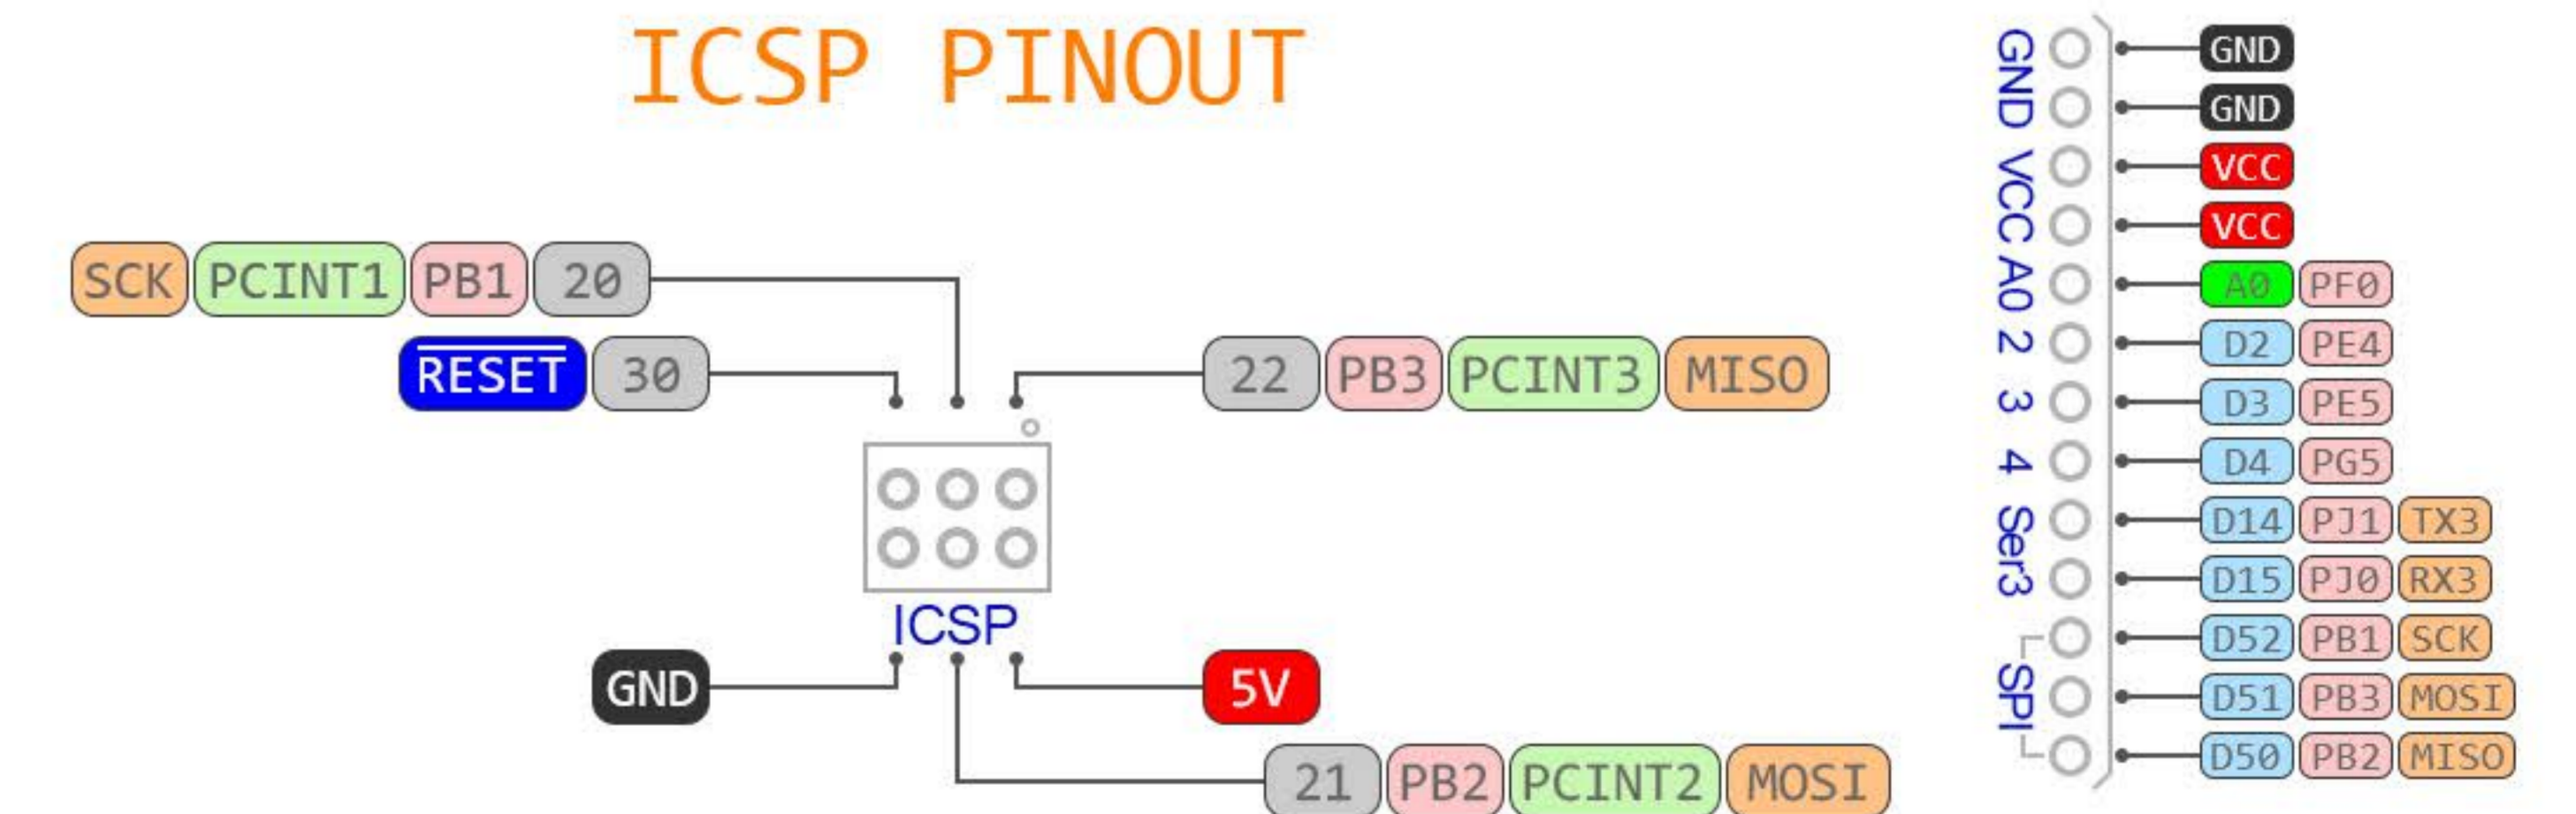 ICSP PINOUT
SCK PCINT1 PB1 20
RESET 30
22 PB3 PCINT3 MISO
ICSP
GND
5V
21 PB2 PCINT2 MOSI
GND GND
GND
VCC VCC
VCC
A0 A0 PF0
2 D2 PE4
3 D3 PE5
4 D4 PG5
Ser3 D14 PJ1 TX3
D15 PJ0 RX3
SPI D52 PB1 SCK
D51 PB3 MOSI
D50 PB2 MISO